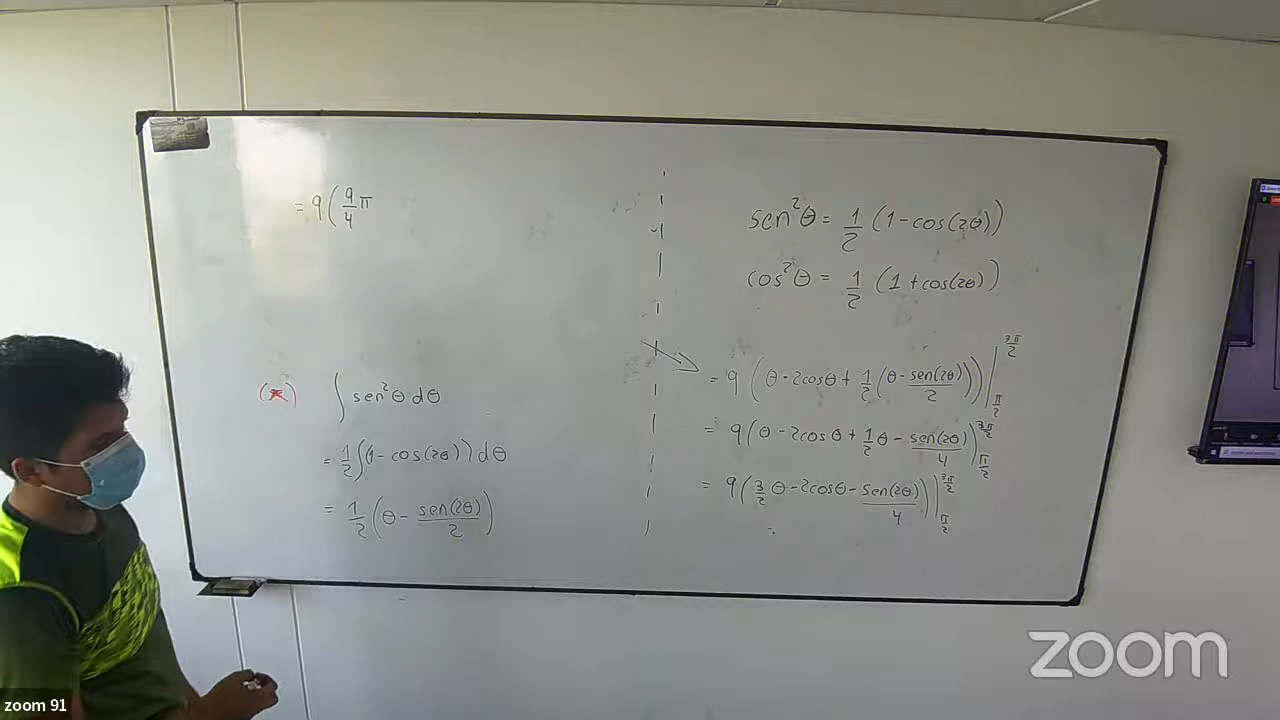 = 9 ( 9/4 π
(*) ∫ sen²θ dθ
= 1/2 ∫(1 - cos(2θ)) dθ
= 1/2 (θ - sen(2θ)/2)
sen²θ = 1/2 (1 - cos(2θ))
cos²θ = 1/2 (1 + cos(2θ))
= 9 (θ - 2cosθ + 1/2 (θ - sen(2θ)/2)) | 3π/2 π/2
= 9 (θ - 2cosθ + 1/2 θ - sen(2θ)/4) 3π/2 π/2
= 9 (3/2 θ - 2cosθ - sen(2θ)/4) | 3π/2 π/2
zoom
zoom 91